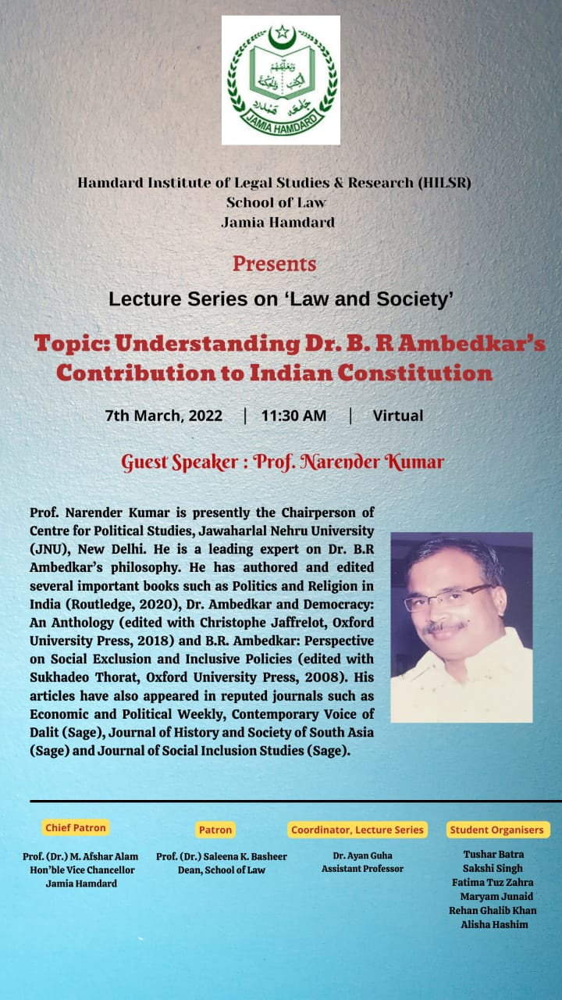 وَيُعَلِّمُهُمُ
الْكِتٰبَ وَالْحِكْمَةَ
جَامعَہ ہمدرد
JAMIA HAMDARD
Hamdard Institute of Legal Studies & Research (HILSR)
School of Law
Jamia Hamdard
Presents
Lecture Series on ‘Law and Society’
Topic: Understanding Dr. B. R Ambedkar’s
Contribution to Indian Constitution
7th March, 2022 | 11:30 AM | Virtual
Guest Speaker : Prof. Narender Kumar
Prof. Narender Kumar is presently the Chairperson of
Centre for Political Studies, Jawaharlal Nehru University
(JNU), New Delhi. He is a leading expert on Dr. B.R
Ambedkar’s philosophy. He has authored and edited
several important books such as Politics and Religion in
India (Routledge, 2020), Dr. Ambedkar and Democracy:
An Anthology (edited with Christophe Jaffrelot, Oxford
University Press, 2018) and B.R. Ambedkar: Perspective
on Social Exclusion and Inclusive Policies (edited with
Sukhadeo Thorat, Oxford University Press, 2008). His
articles have also appeared in reputed journals such as
Economic and Political Weekly, Contemporary Voice of
Dalit (Sage), Journal of History and Society of South Asia
(Sage) and Journal of Social Inclusion Studies (Sage).
Chief Patron
Prof. (Dr.) M. Afshar Alam
Hon’ble Vice Chancellor
Jamia Hamdard
Patron
Prof. (Dr.) Saleena K. Basheer
Dean, School of Law
Coordinator, Lecture Series
Dr. Ayan Guha
Assistant Professor
Student Organisers
Tushar Batra
Sakshi Singh
Fatima Tuz Zahra
Maryam Junaid
Rehan Ghalib Khan
Alisha Hashim